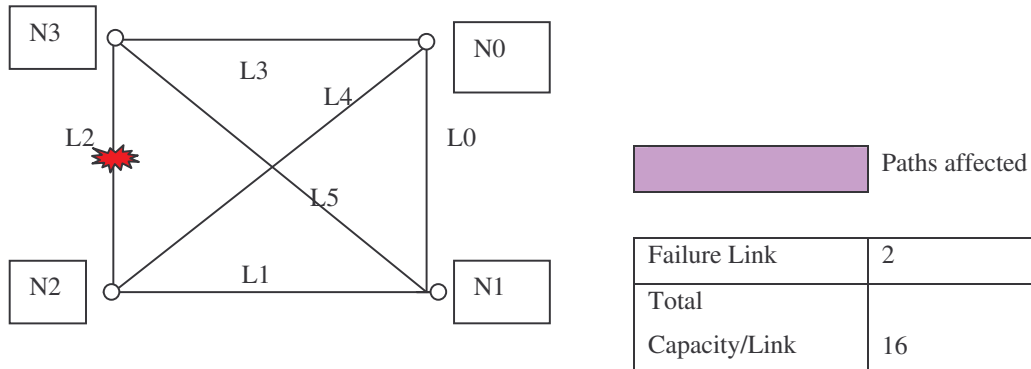 N3
N0
L3
L4
L2
L0
Paths affected
L5
Failure Link 2
N2
L1
N1
Total
Capacity/Link 16